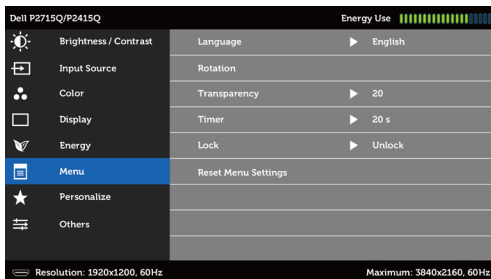 Dell P2715Q/P2415Q Energy Use
Brightness / Contrast Language English
Input Source Rotation
Color Transparency 20
Display Timer 20 s
Energy Lock Unlock
Menu Reset Menu Settings
Personalize
Others
Resolution: 1920x1200, 60Hz Maximum: 3840x2160, 60Hz